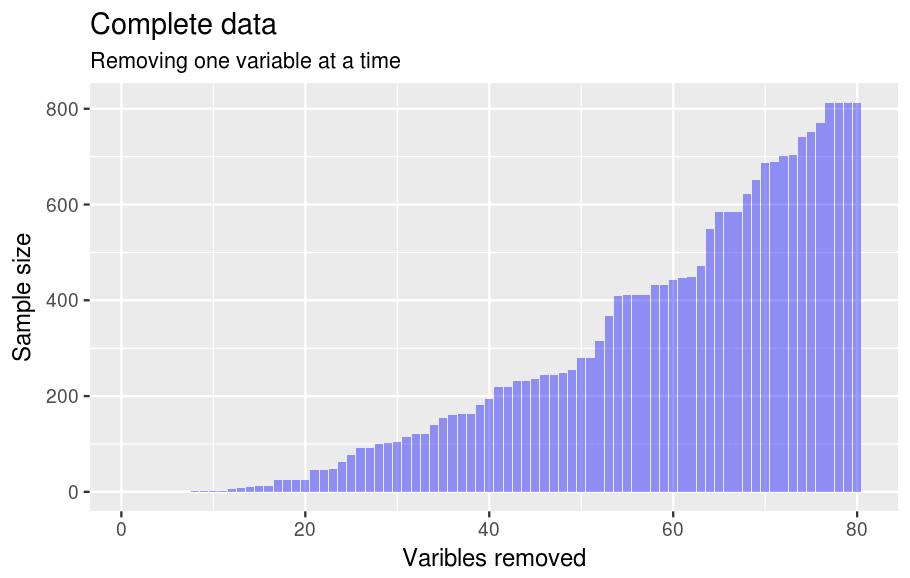 Complete data
Removing one variable at a time
800
600
400
200
0
Sample size
0 20 40 60 80
Varibles removed